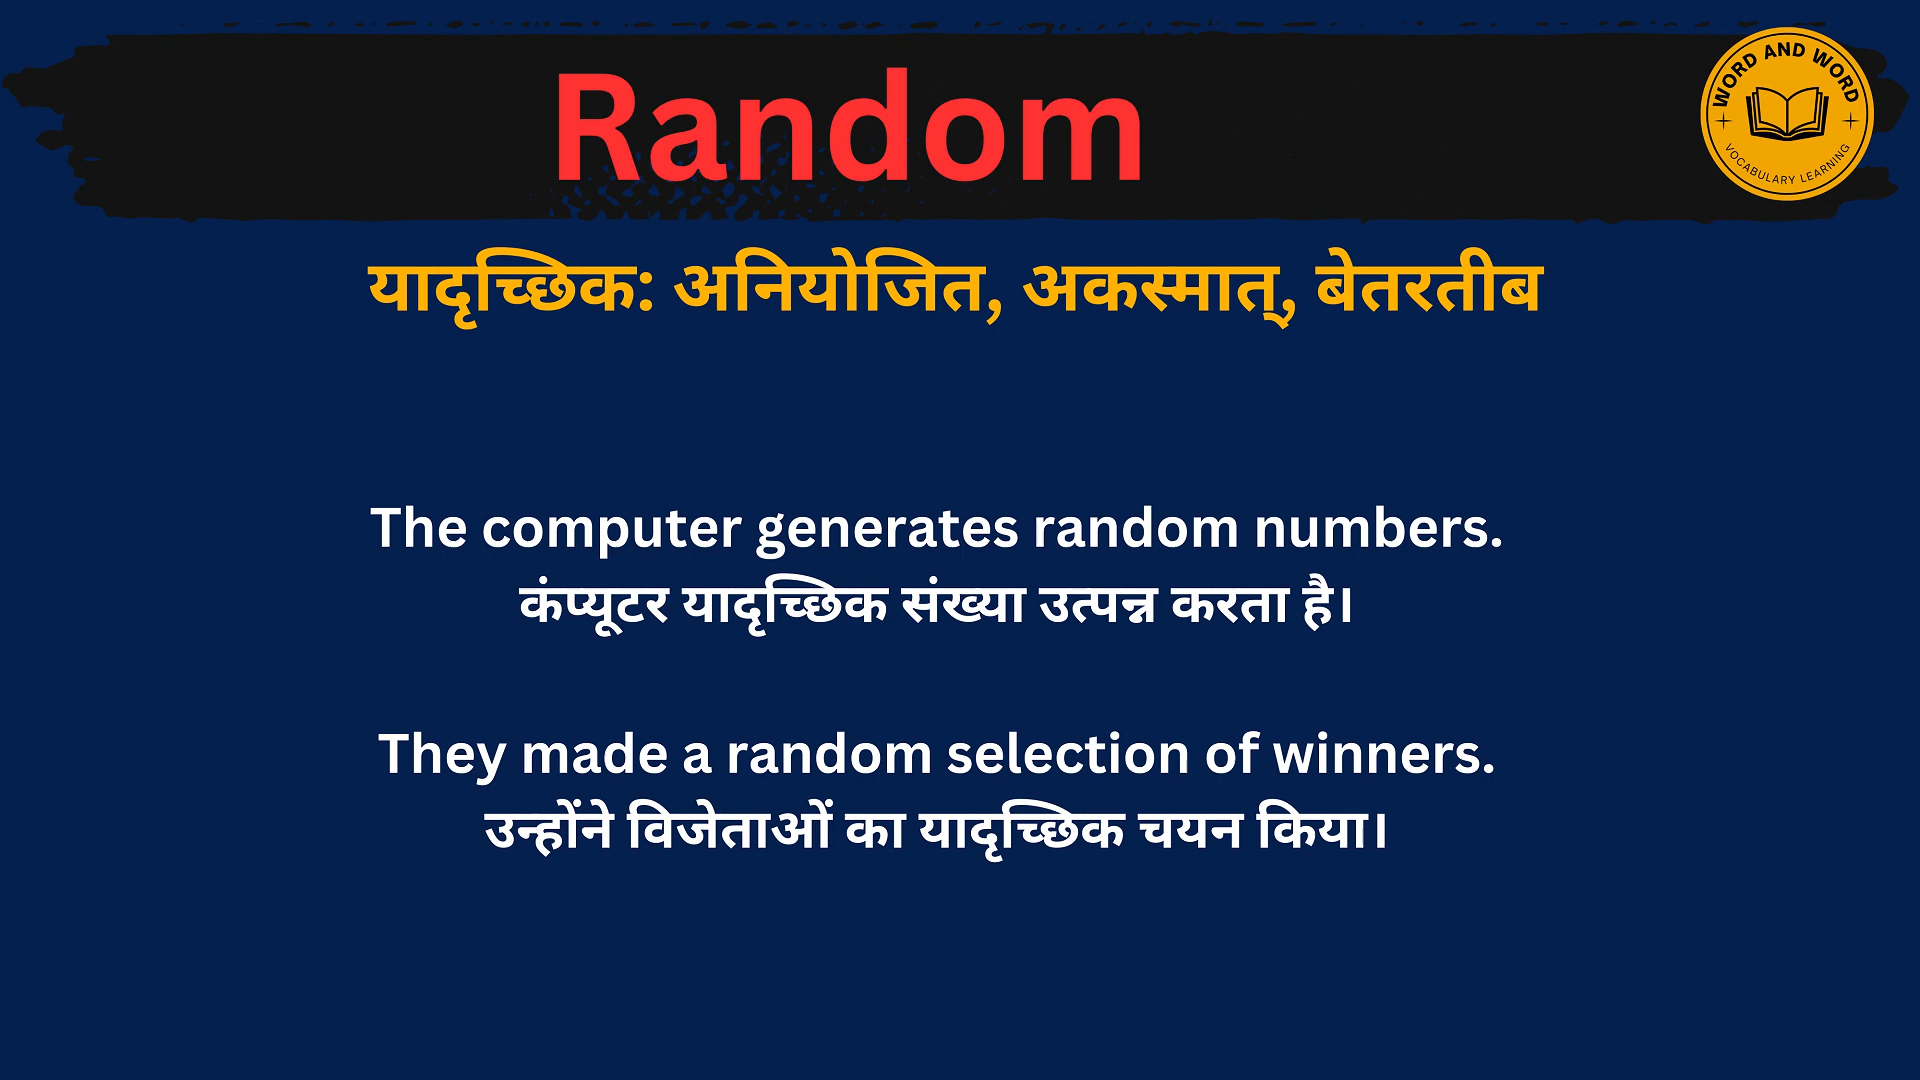 Random
WORD AND WORD
VOCABULARY LEARNING
यादृच्छिक: अनियोजित, अकस्मात्, बेतरतीब
The computer generates random numbers.
कंप्यूटर यादृच्छिक संख्या उत्पन्न करता है।
They made a random selection of winners.
उन्होंने विजेताओं का यादृच्छिक चयन किया।